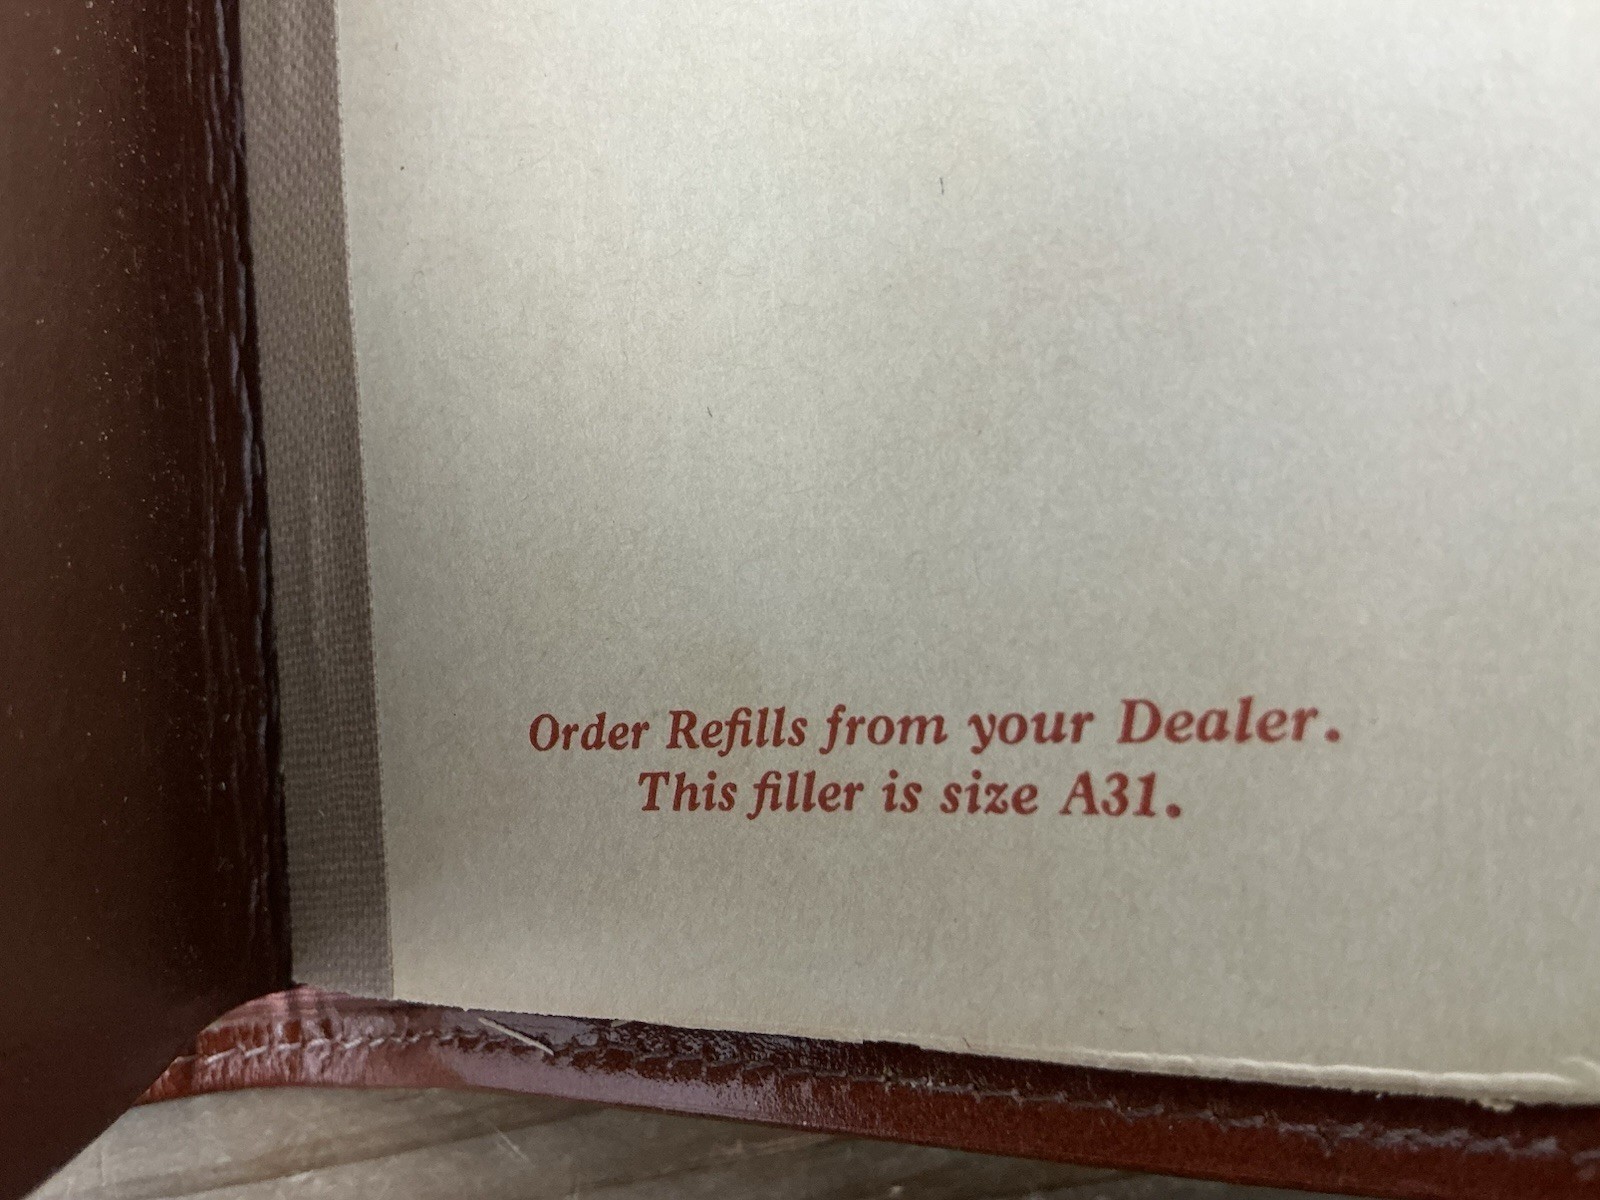 Order Refills from your Dealer.
This filler is size A31.